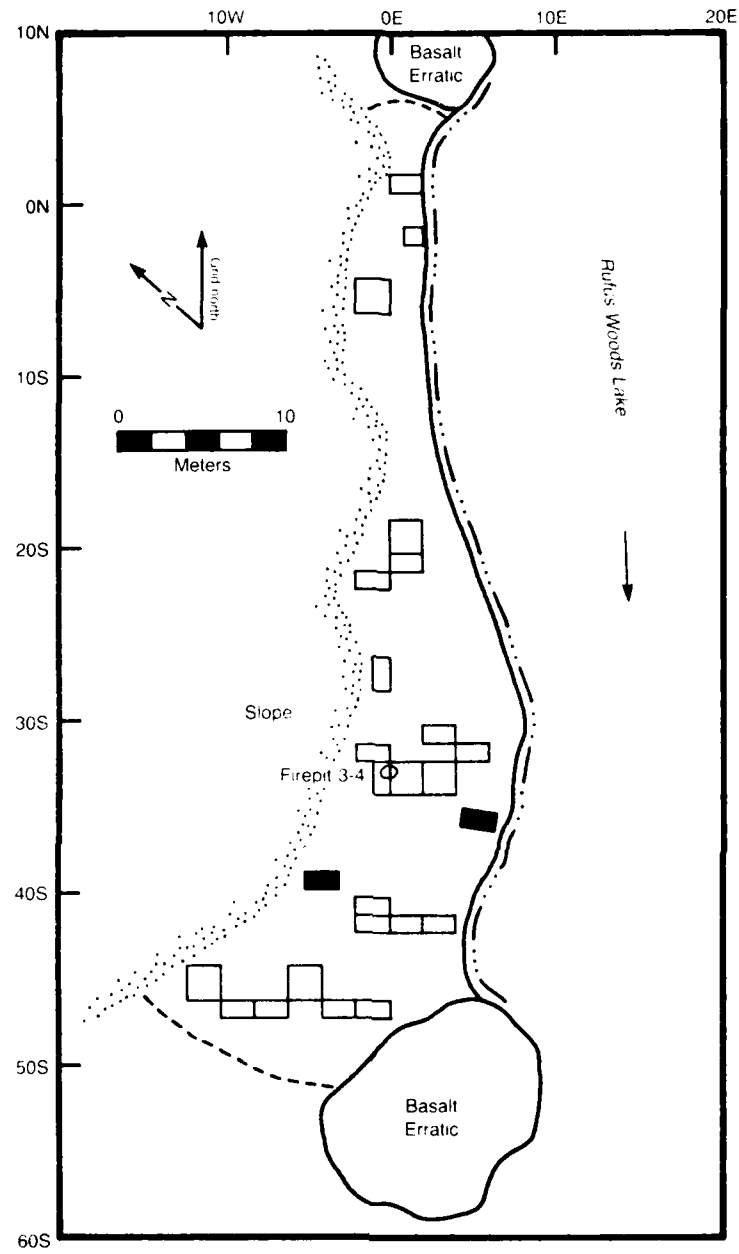 10W 0E 10E 20E
10N
Basalt
Erratic
0N
Grid north
N
Rufus Woods Lake
10S
0 10
Meters
20S
30S
Slope
Firepit 3-4
40S
50S
Basalt
Erratic
60S